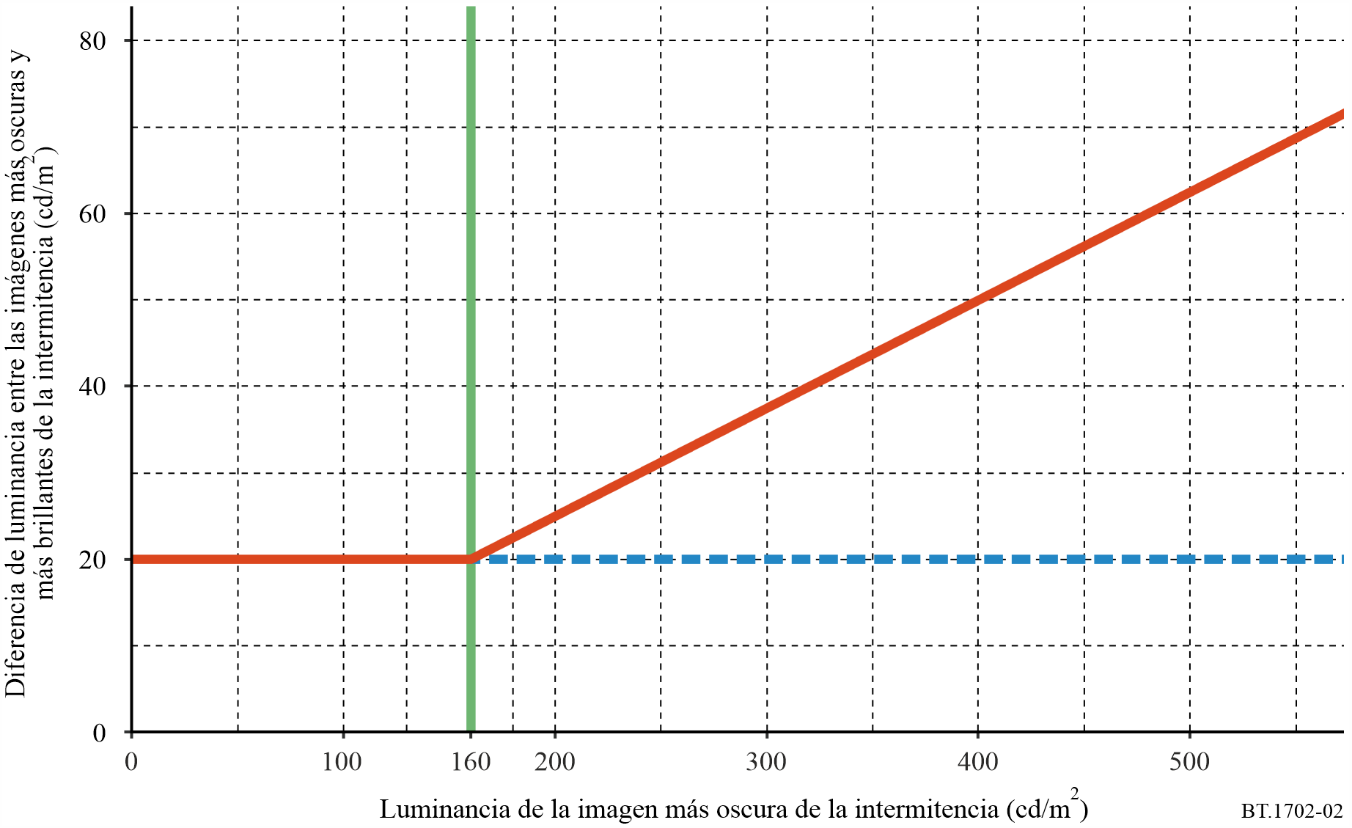 Diferencia de luminancia entre las imágenes más oscuras y
más brillantes de la intermitencia (cd/m²)
80
60
40
20
0
0 100 160 200 300 400 500
Luminancia de la imagen más oscura de la intermitencia (cd/m²)
BT.1702-02